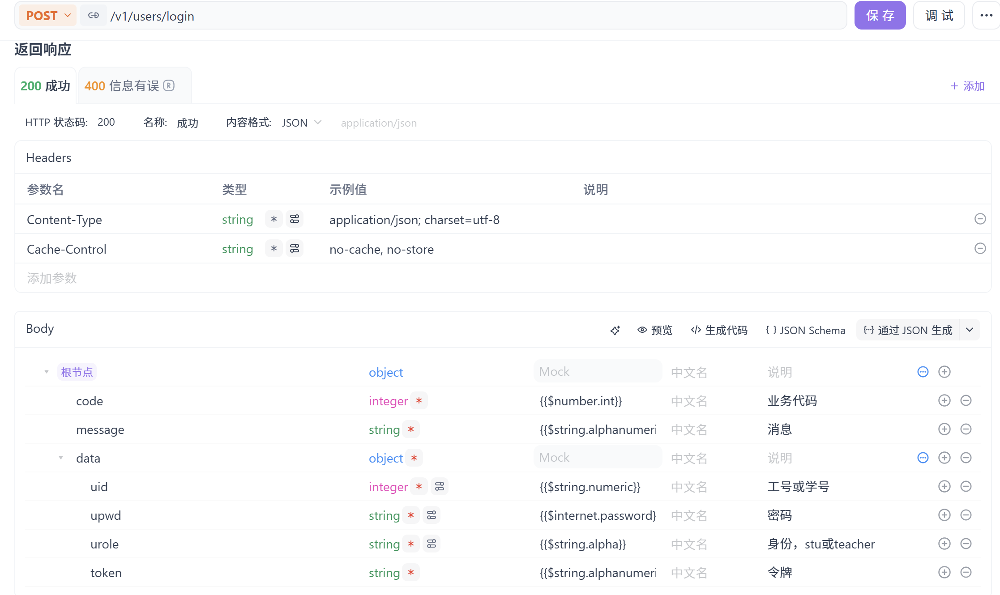 POST /v1/users/login 保存 调试
返回响应
200 成功 400 信息有误 R + 添加
HTTP 状态码: 200 名称: 成功 内容格式: JSON application/json
Headers
参数名 类型 示例值 说明
Content-Type string * application/json; charset=utf-8
Cache-Control string * no-cache, no-store
添加参数
Body 预览 </> 生成代码 { } JSON Schema {···} 通过 JSON 生成
根节点 object Mock 中文名 说明
code integer * {{$number.int}} 中文名 业务代码
message string * {{$string.alphanumeri 中文名 消息
data object * Mock 中文名 说明
uid integer * {{$string.numeric}} 中文名 工号或学号
upwd string * {{$internet.password} 中文名 密码
urole string * {{$string.alpha}} 中文名 身份，stu或teacher
token string * {{$string.alphanumeri 中文名 令牌